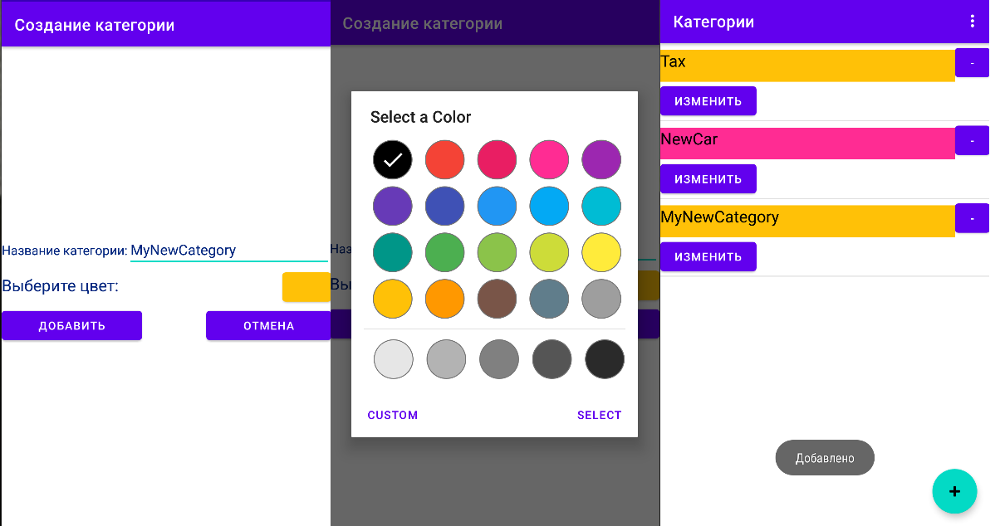 Создание категории
Название категории: MyNewCategory
Выберите цвет:
ДОБАВИТЬ ОТМЕНА
Создание категории
Наз
Вы
Select a Color
CUSTOM SELECT
Категории
Tax
-
ИЗМЕНИТЬ
NewCar
-
ИЗМЕНИТЬ
MyNewCategory
-
ИЗМЕНИТЬ
Добавлено
+